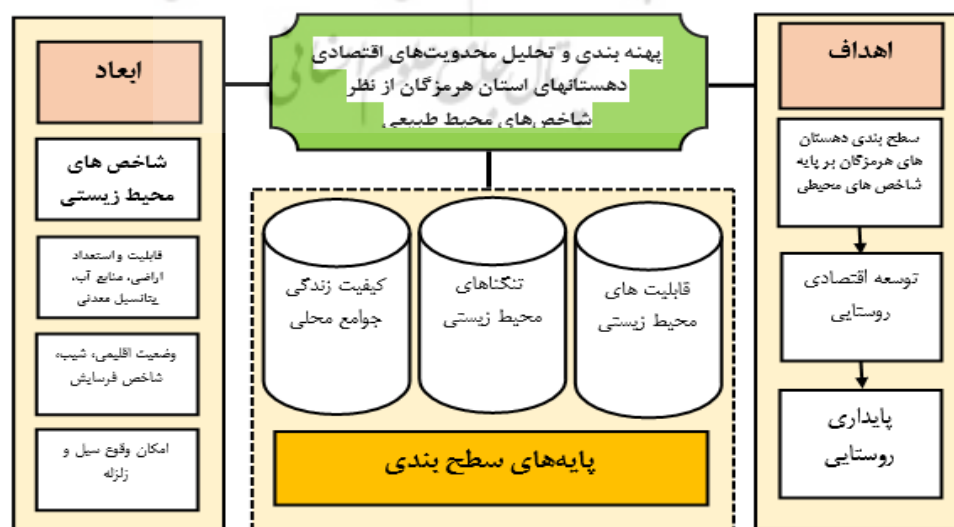 اهداف
سطح بندی دهستان
های هرمزگان بر پایه
شاخص های محیطی
توسعه اقتصادی
روستایی
پایداری
روستایی
پهنه بندی و تحلیل محدویت‌های اقتصادی
دهستانهای استان هرمزگان از نظر
شاخص‌های محیط طبیعی
قابلیت های
محیط زیستی
تنگناهای
محیط زیستی
کیفیت زندگی
جوامع محلی
پایه‌های سطح بندی
ابعاد
شاخص های
محیط زیستی
قابلیت و استعداد
اراضی، منابع آب،
پتانسیل معدنی
وضعیت اقلیمی، شیب،
شاخص فرسایش
امکان وقوع سیل و
زلزله